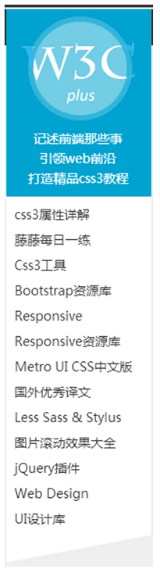 W3C
plus
记述前端那些事
引领web前沿
打造精品css3教程
css3属性详解
藤藤每日一练
Css3工具
Bootstrap资源库
Responsive
Responsive资源库
Metro UI CSS中文版
国外优秀译文
Less Sass & Stylus
图片滚动效果大全
jQuery插件
Web Design
UI设计库